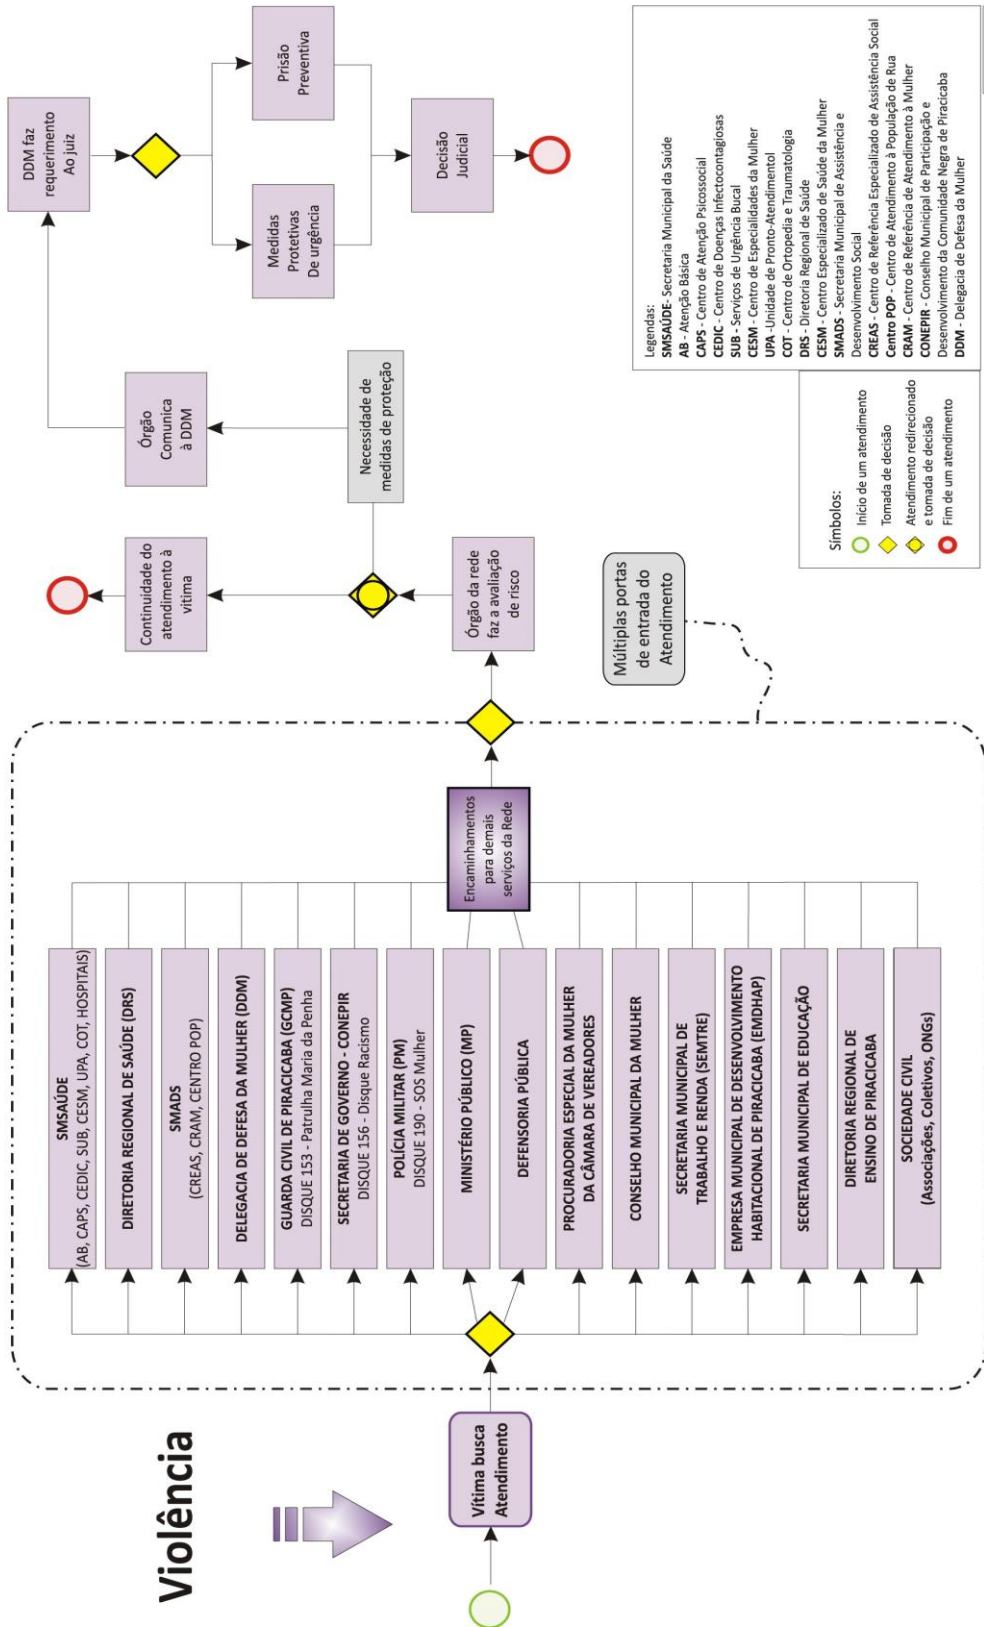 Violência
Vítima busca
Atendimento
SMSAÚDE
(AB, CAPS, CEDIC, SUB, CESM, UPA, COT, HOSPITAIS)
DIRETORIA REGIONAL DE SAÚDE (DRS)
SMADS
(CREAS, CRAM, CENTRO POP)
DELEGACIA DE DEFESA DA MULHER (DDM)
GUARDA CIVIL DE PIRACICABA (GCMP)
DISQUE 153 - Patrulha Maria da Penha
SECRETARIA DE GOVERNO - CONEPIR
DISQUE 156 - Disque Racismo
POLÍCIA MILITAR (PM)
DISQUE 190 - SOS Mulher
MINISTÉRIO PÚBLICO (MP)
DEFENSORIA PÚBLICA
PROCURADORIA ESPECIAL DA MULHER
DA CÂMARA DE VEREADORES
CONSELHO MUNICIPAL DA MULHER
SECRETARIA MUNICIPAL DE
TRABALHO E RENDA (SEMTRE)
EMPRESA MUNICIPAL DE DESENVOLVIMENTO
HABITACIONAL DE PIRACICABA (EMDHAP)
SECRETARIA MUNICIPAL DE EDUCAÇÃO
DIRETORIA REGIONAL DE
ENSINO DE PIRACICABA
SOCIEDADE CIVIL
(Associações, Coletivos, ONGs)
Encaminhamentos
para demais
serviços da Rede
Múltiplas portas
de entrada do
Atendimento
Órgão da rede
faz a avaliação
de risco
Continuidade do
atendimento à
vítima
Necessidade de
medidas de proteção
Órgão
Comunica
à DDM
DDM faz
requerimento
Ao juiz
Medidas
Protetivas
De urgência
Prisão
Preventiva
Decisão
Judicial
Símbolos:
Início de um atendimento
Tomada de decisão
Atendimento redirecionado
e tomada de decisão
Fim de um atendimento
Legendas:
SMSAÚDE- Secretaria Municipal da Saúde
AB - Atenção Básica
CAPS - Centro de Atenção Psicossocial
CEDIC - Centro de Doenças Infectocontagiosas
SUB - Serviços de Urgência Bucal
CESM - Centro de Especialidades da Mulher
UPA -Unidade de Pronto-Atendimentol
COT - Centro de Ortopedia e Traumatologia
DRS - Diretoria Regional de Saúde
CESM - Centro Especializado de Saúde da Mulher
SMADS - Secretaria Municipal de Assistência e
Desenvolvimento Social
CREAS - Centro de Referência Especializado de Assistência Social
Centro POP - Centro de Atendimento à População de Rua
CRAM - Centro de Referência de Atendimento à Mulher
CONEPIR - Conselho Municipal de Participação e
Desenvolvimento da Comunidade Negra de Piracicaba
DDM - Delegacia de Defesa da Mulher